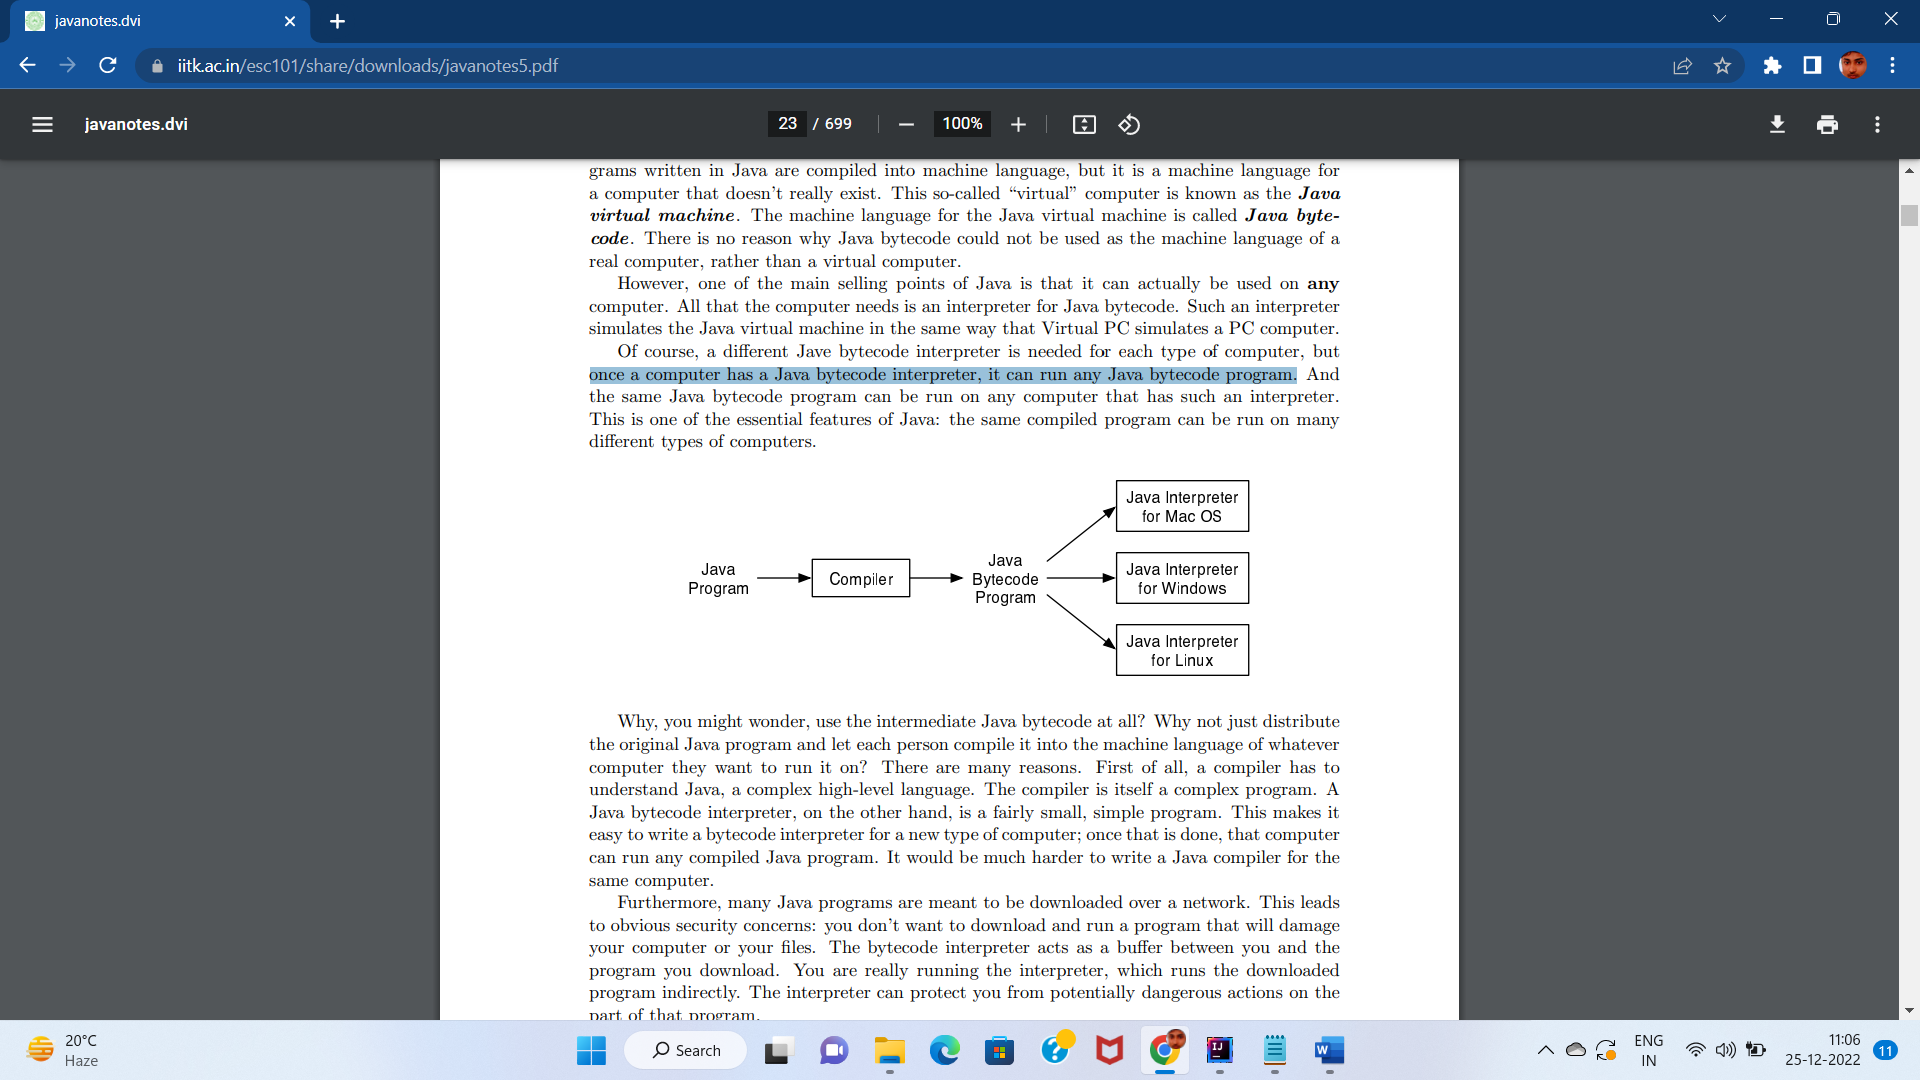 javanotes.dvi
iitk.ac.in/esc101/share/downloads/javanotes5.pdf
javanotes.dvi
23 / 699
100%
grams written in Java are compiled into machine language, but it is a machine language for
a computer that doesn't really exist. This so-called “virtual” computer is known as the Java
virtual machine. The machine language for the Java virtual machine is called Java byte-
code. There is no reason why Java bytecode could not be used as the machine language of a
real computer, rather than a virtual computer.
However, one of the main selling points of Java is that it can actually be used on any
computer. All that the computer needs is an interpreter for Java bytecode. Such an interpreter
simulates the Java virtual machine in the same way that Virtual PC simulates a PC computer.
Of course, a different Jave bytecode interpreter is needed for each type of computer, but
once a computer has a Java bytecode interpreter, it can run any Java bytecode program. And
the same Java bytecode program can be run on any computer that has such an interpreter.
This is one of the essential features of Java: the same compiled program can be run on many
different types of computers.
Java
Program
Compiler
Java
Bytecode
Program
Java Interpreter
for Mac OS
Java Interpreter
for Windows
Java Interpreter
for Linux
Why, you might wonder, use the intermediate Java bytecode at all? Why not just distribute
the original Java program and let each person compile it into the machine language of whatever
computer they want to run it on? There are many reasons. First of all, a compiler has to
understand Java, a complex high-level language. The compiler is itself a complex program. A
Java bytecode interpreter, on the other hand, is a fairly small, simple program. This makes it
easy to write a bytecode interpreter for a new type of computer; once that is done, that computer
can run any compiled Java program. It would be much harder to write a Java compiler for the
same computer.
Furthermore, many Java programs are meant to be downloaded over a network. This leads
to obvious security concerns: you don't want to download and run a program that will damage
your computer or your files. The bytecode interpreter acts as a buffer between you and the
program you download. You are really running the interpreter, which runs the downloaded
program indirectly. The interpreter can protect you from potentially dangerous actions on the
part of that program.
20°C
Haze
Search
ENG
IN
11:06
25-12-2022
11